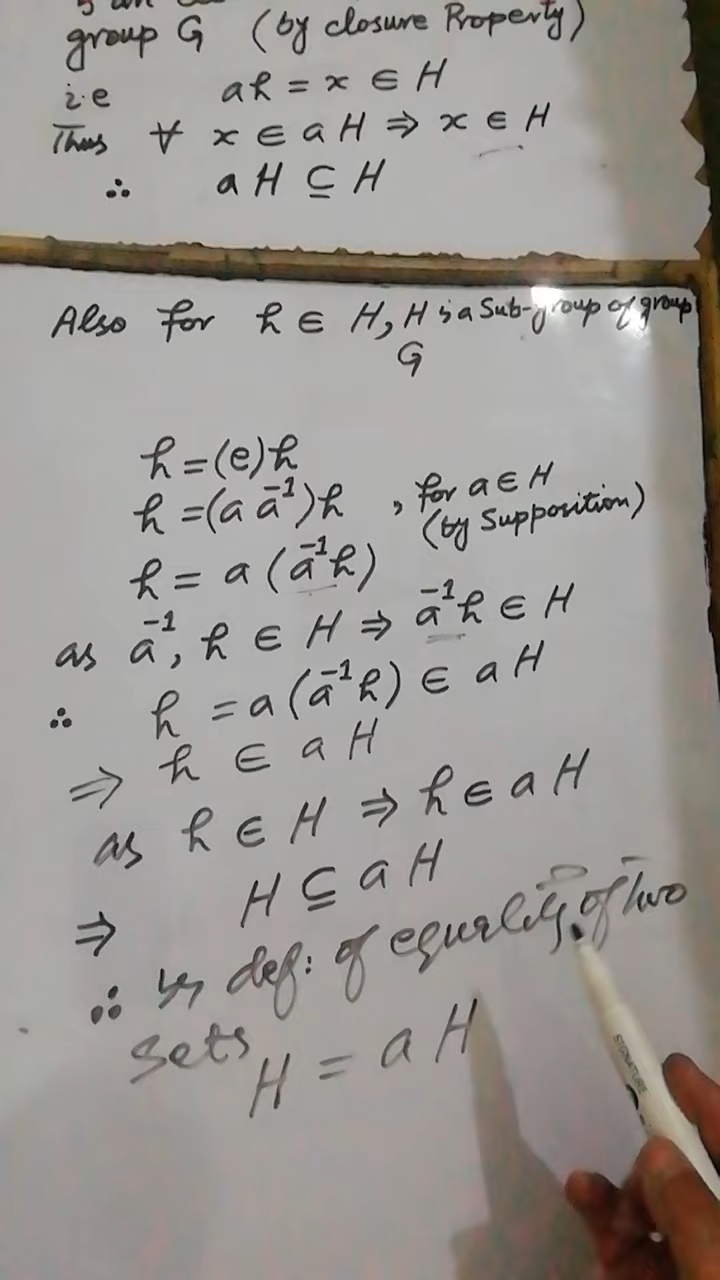 group G (by closure Property)
i.e ah = x ∈ H
Thus ∀ x ∈ aH ⇒ x ∈ H
∴ aH ⊆ H
Also for h ∈ H, H is a Sub-group of group
G
h = (e)h
h = (a a⁻¹)h , for a ∈ H
(by Supposition)
h = a(a⁻¹h)
as a⁻¹, h ∈ H ⇒ a⁻¹h ∈ H
∴ h = a(a⁻¹h) ∈ aH
⇒ h ∈ aH
as h ∈ H ⇒ h ∈ aH
⇒ H ⊆ aH
∴ by def: of equality of two
sets H = aH
SIGNATURE